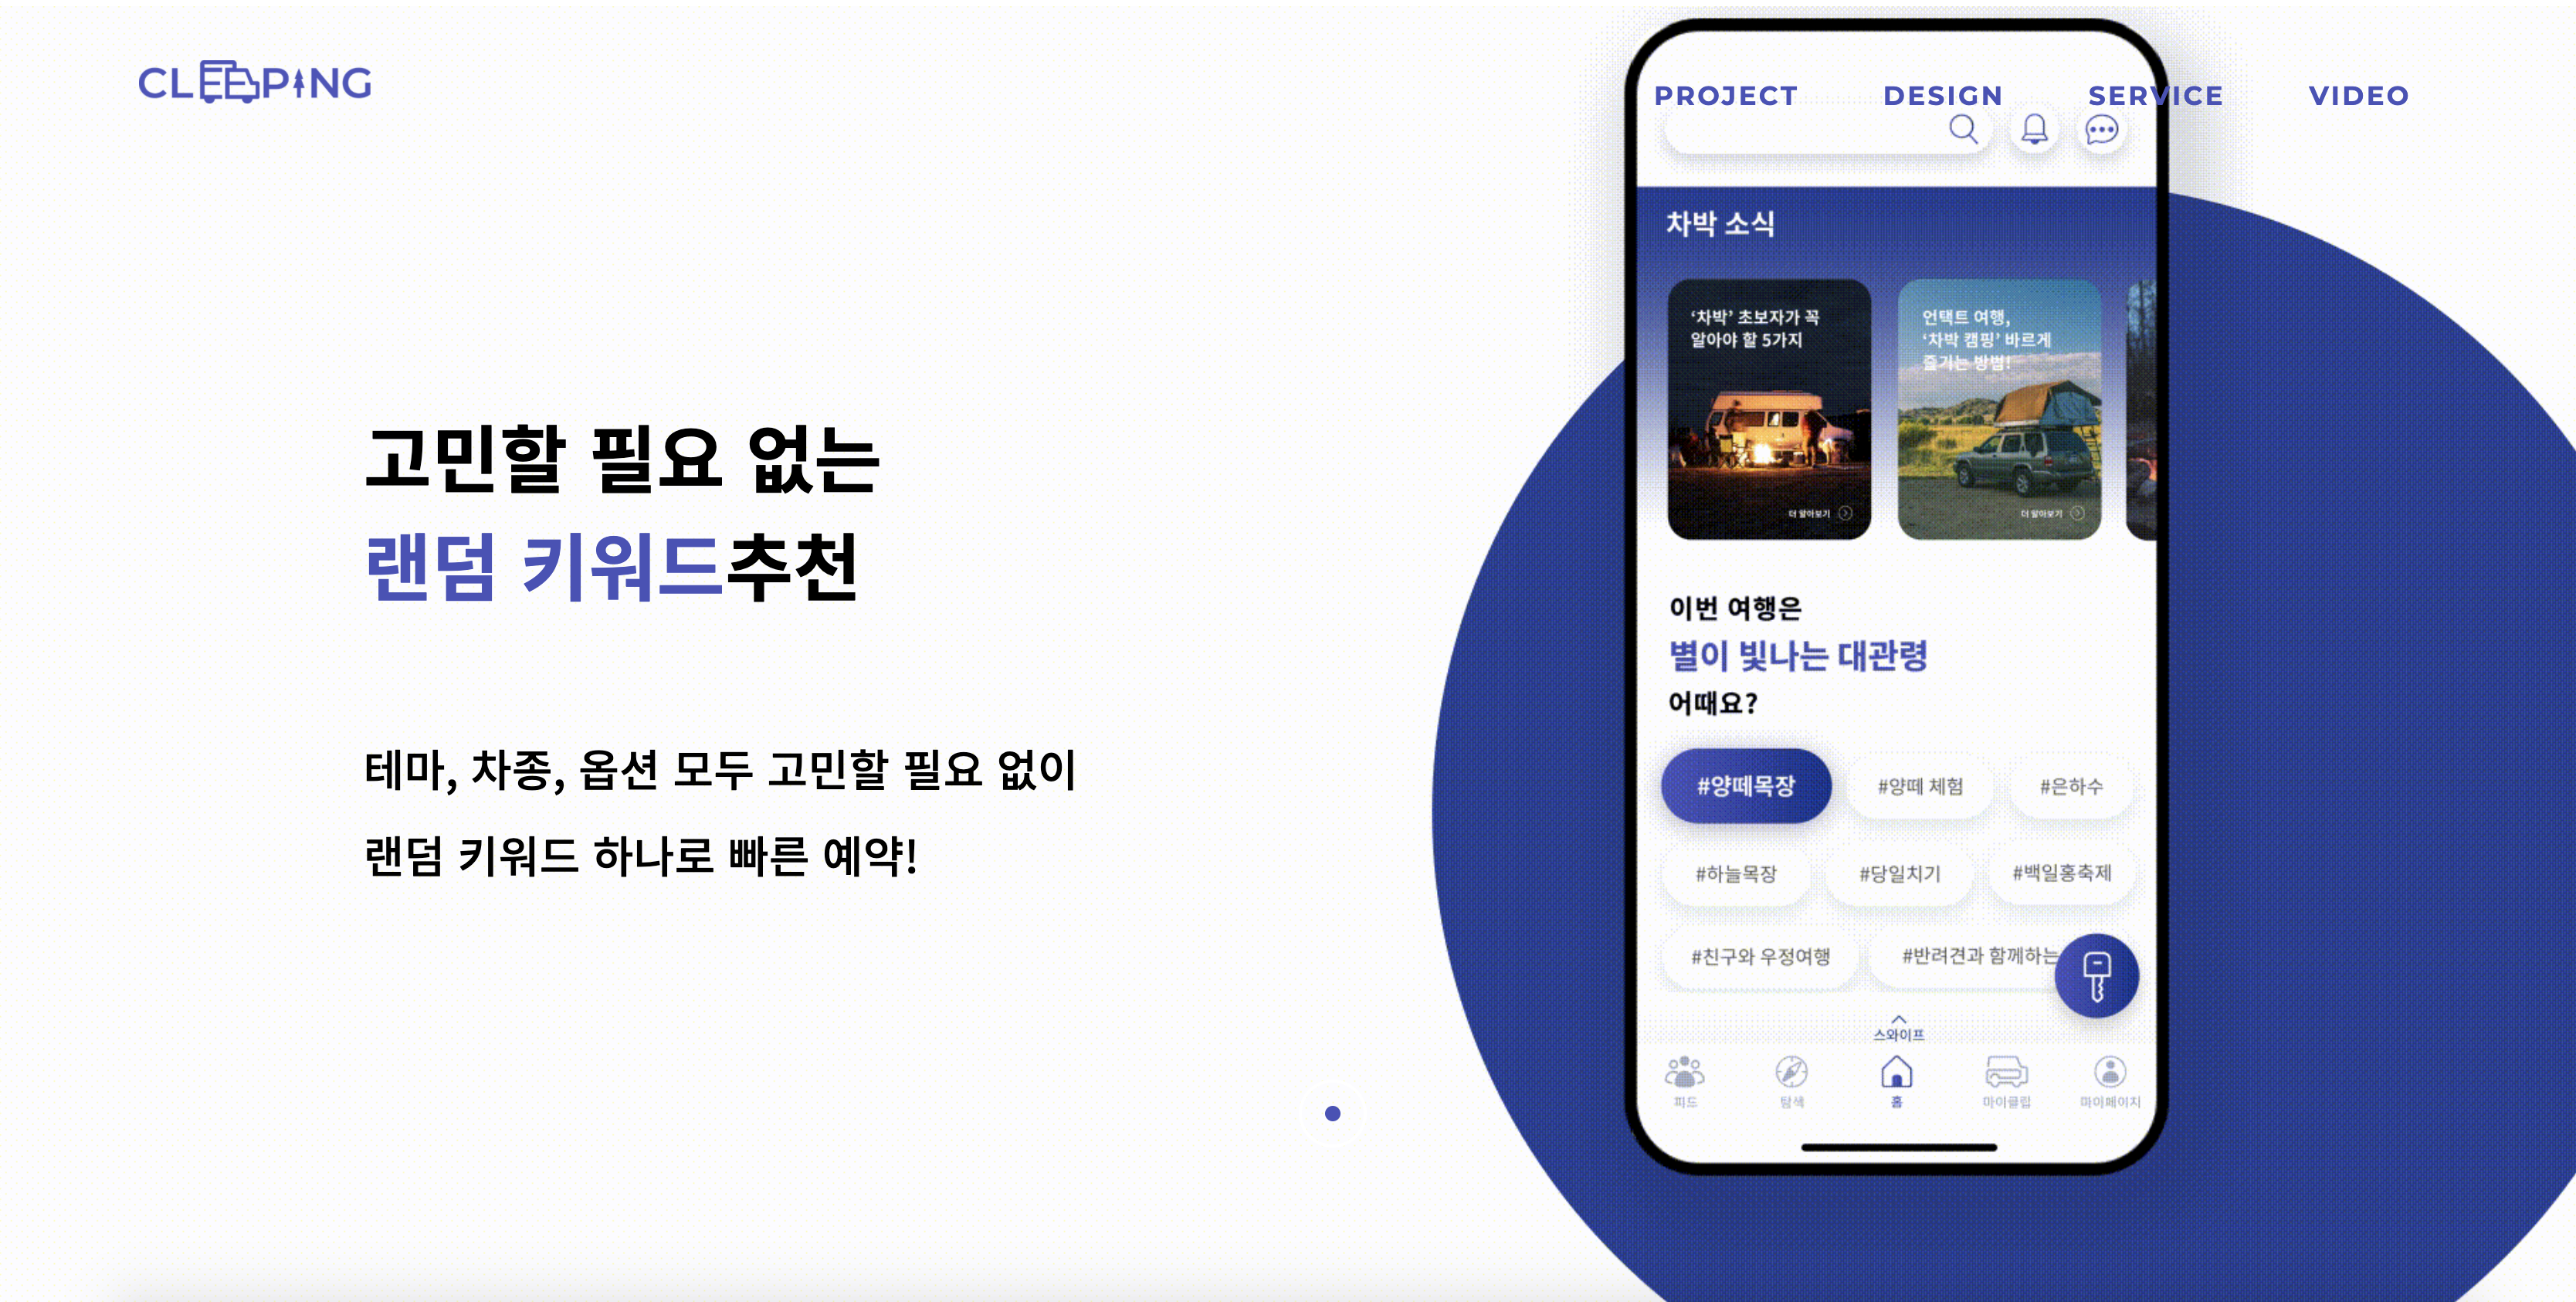 CLEEPING
PROJECT DESIGN SERVICE VIDEO
고민할 필요 없는
랜덤 키워드추천
테마, 차종, 옵션 모두 고민할 필요 없이
랜덤 키워드 하나로 빠른 예약!
차박 소식
‘차박’ 초보자가 꼭
알아야 할 5가지
더 알아보기
언택트 여행,
‘차박 캠핑’ 바르게
즐기는 방법!
더 알아보기
이번 여행은
별이 빛나는 대관령
어때요?
#양떼목장 #양떼 체험 #은하수
#하늘목장 #당일치기 #백일홍축제
#친구와 우정여행 #반려견과 함께하는
스와이프
피드 탐색 홈 마이클립 마이페이지